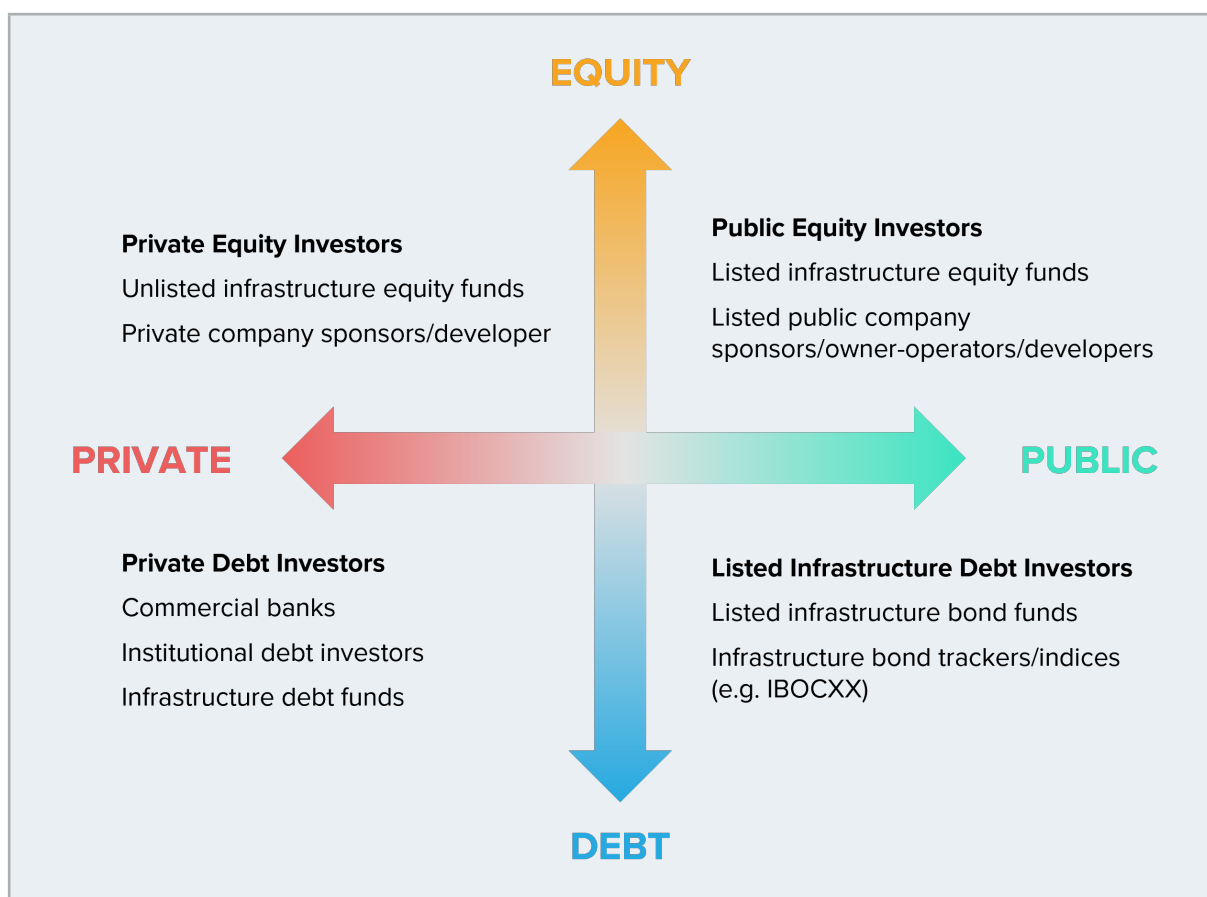 EQUITY
Private Equity Investors
Unlisted infrastructure equity funds
Private company sponsors/developer
Public Equity Investors
Listed infrastructure equity funds
Listed public company
sponsors/owner-operators/developers
PRIVATE
PUBLIC
Private Debt Investors
Commercial banks
Institutional debt investors
Infrastructure debt funds
Listed Infrastructure Debt Investors
Listed infrastructure bond funds
Infrastructure bond trackers/indices
(e.g. IBOCXX)
DEBT